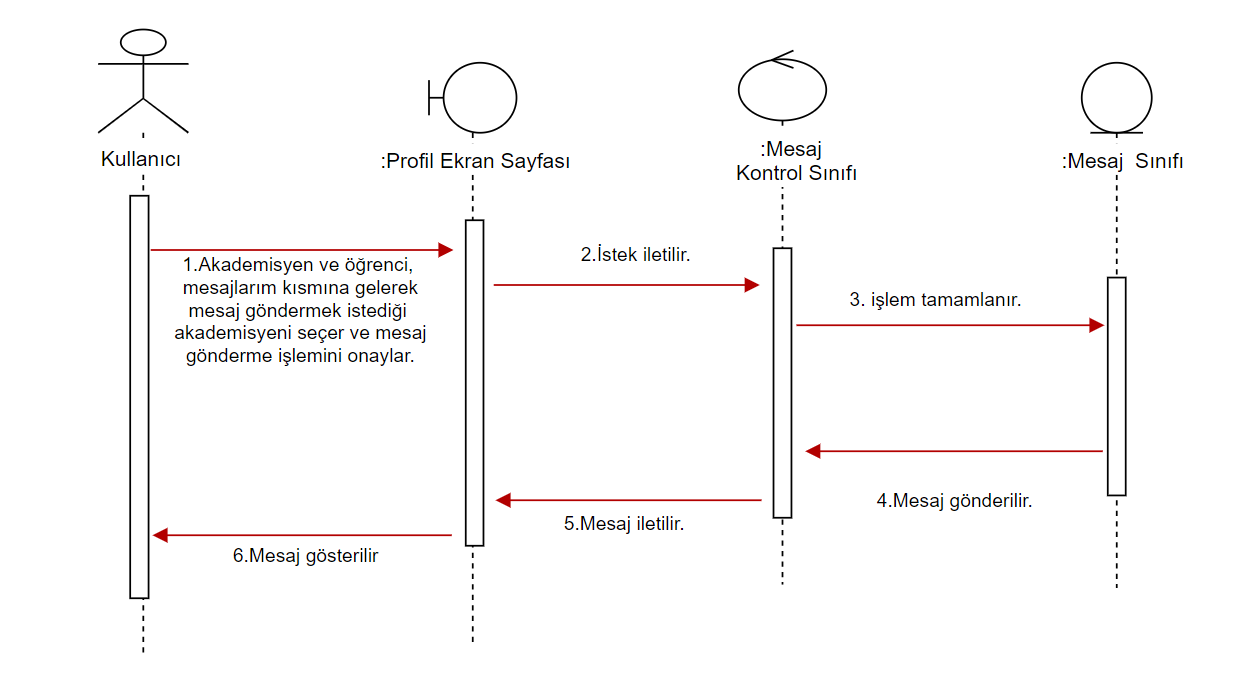 Kullanıcı
:Profil Ekran Sayfası
:Mesaj
Kontrol Sınıfı
:Mesaj Sınıfı
1.Akademisyen ve öğrenci,
mesajlarım kısmına gelerek
mesaj göndermek istediği
akademisyeni seçer ve mesaj
gönderme işlemini onaylar.
2.İstek iletilir.
3. işlem tamamlanır.
4.Mesaj gönderilir.
5.Mesaj iletilir.
6.Mesaj gösterilir